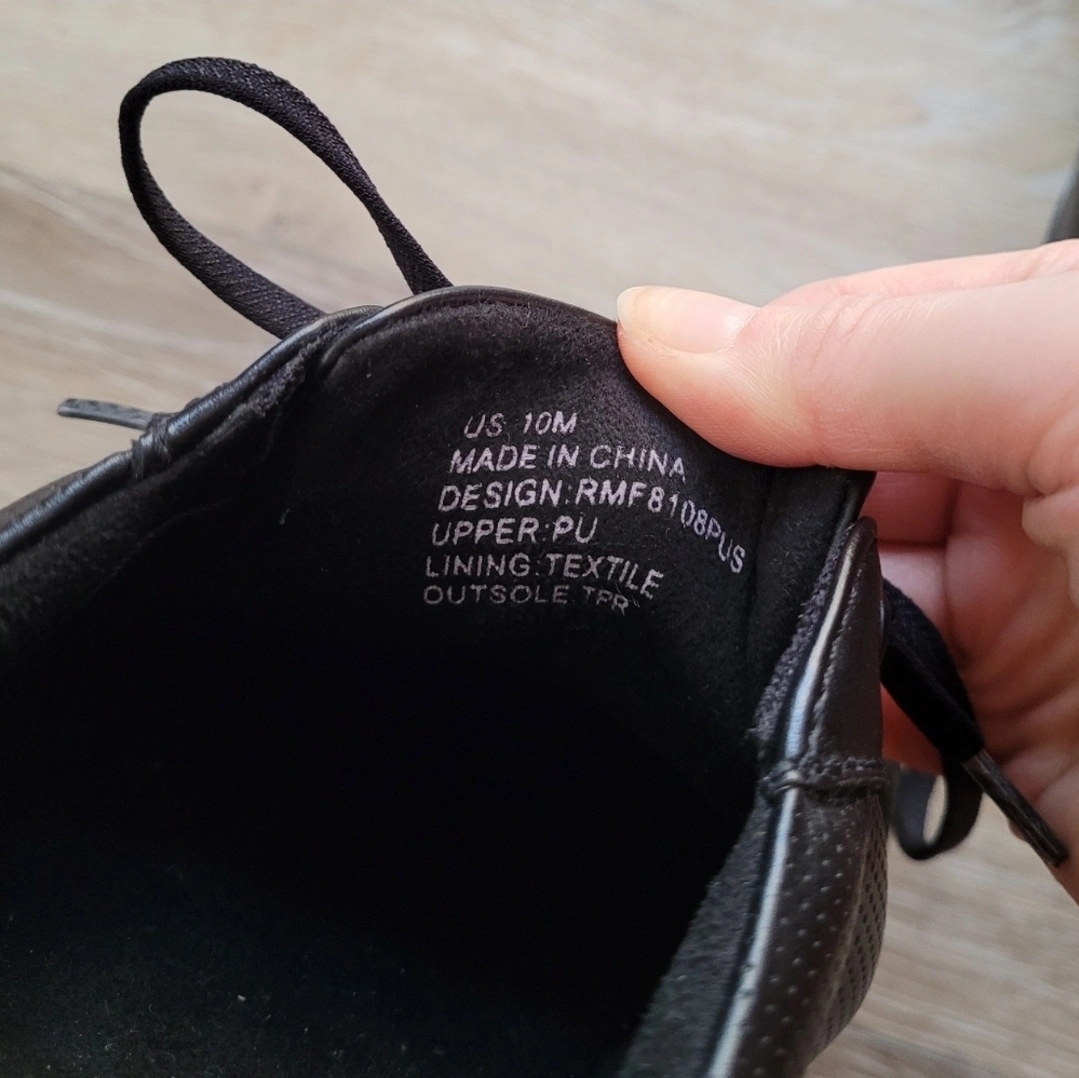 US 10M
MADE IN CHINA
DESIGN:RMF8108PUS
UPPER:PU
LINING:TEXTILE
OUTSOLE:TPR